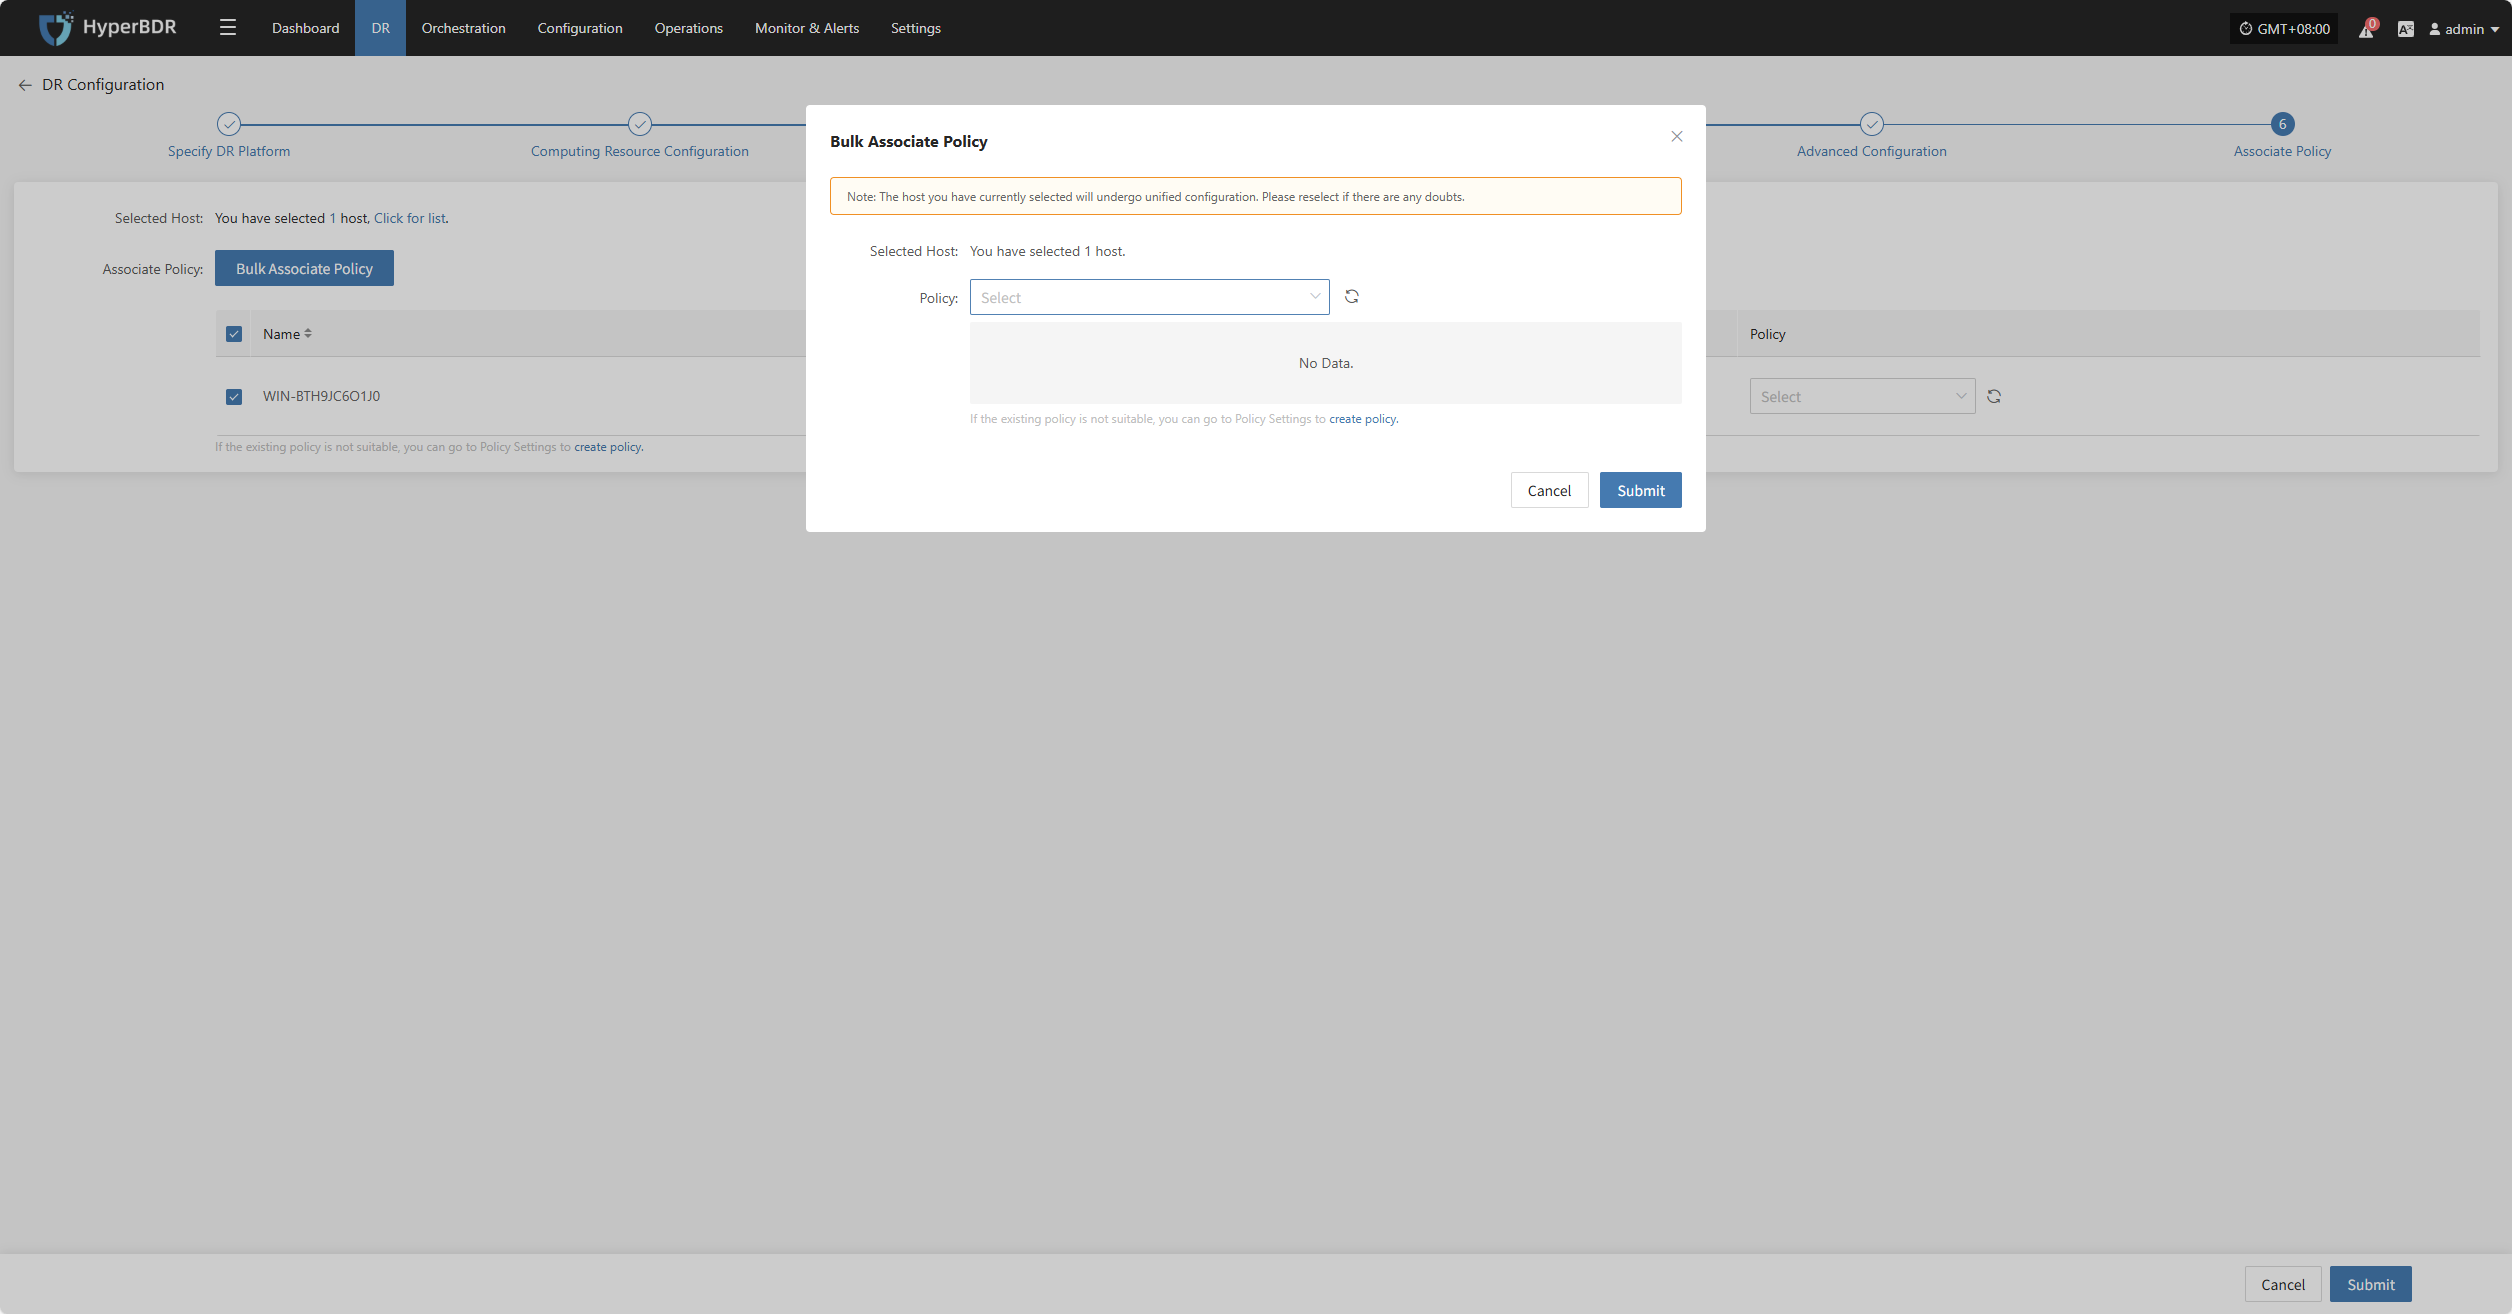 HyperBDR
Dashboard
DR
Orchestration
Configuration
Operations
Monitor & Alerts
Settings
GMT+08:00
0
admin
DR Configuration
Specify DR Platform
Computing Resource Configuration
Advanced Configuration
6
Associate Policy
Selected Host: You have selected 1 host, Click for list.
Associate Policy: Bulk Associate Policy
Name
Policy
WIN-BTH9JC6O1J0
Select
If the existing policy is not suitable, you can go to Policy Settings to create policy.
Bulk Associate Policy
Note: The host you have currently selected will undergo unified configuration. Please reselect if there are any doubts.
Selected Host: You have selected 1 host.
Policy: Select
No Data.
If the existing policy is not suitable, you can go to Policy Settings to create policy.
Cancel
Submit
Cancel
Submit